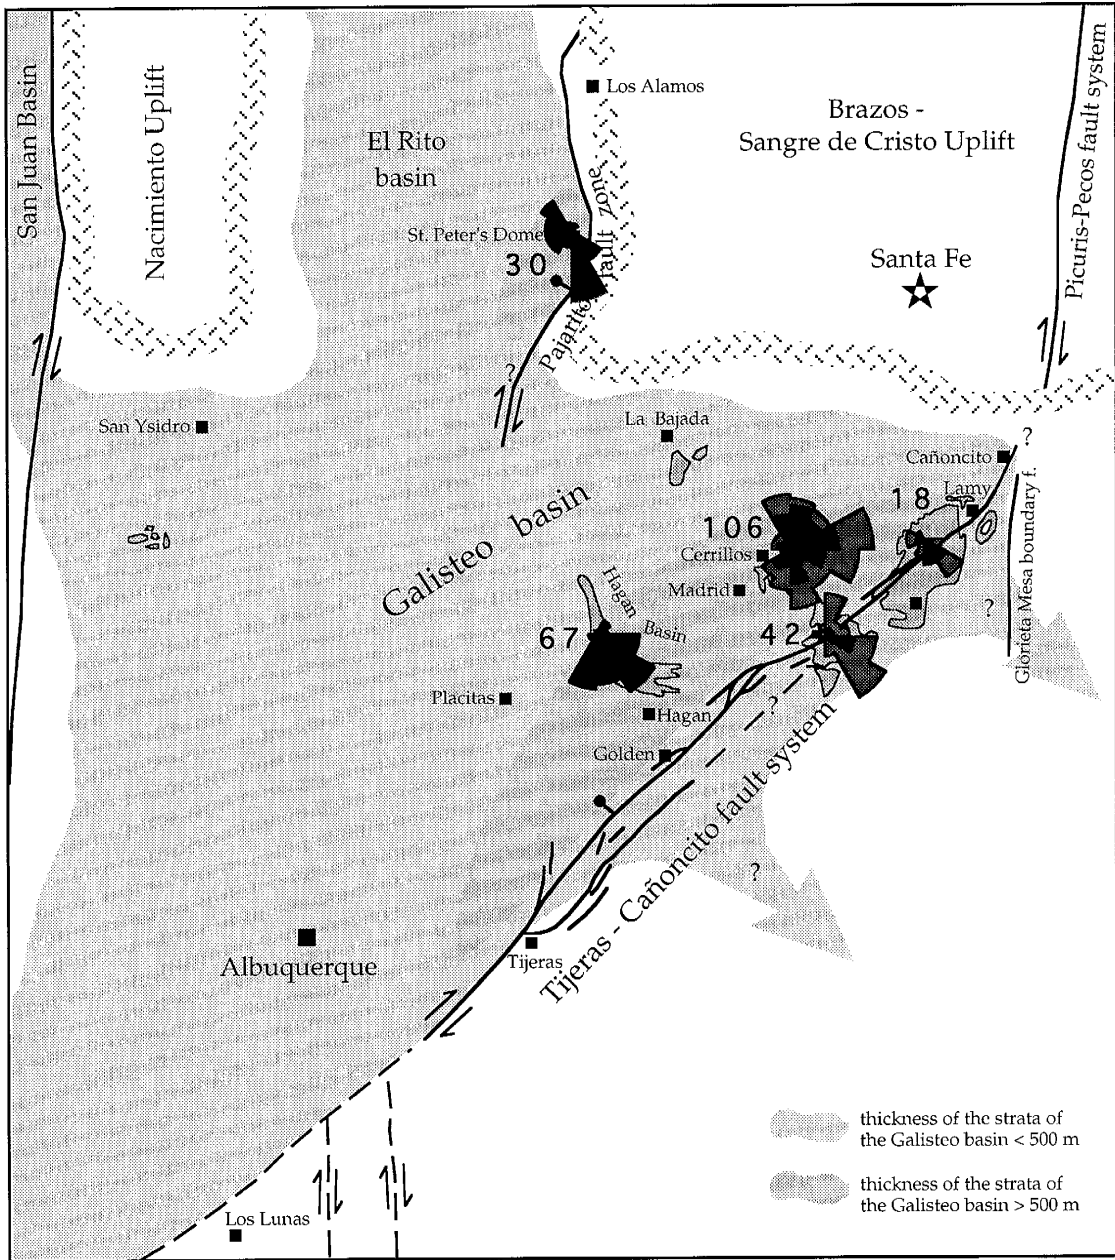 San Juan Basin
Nacimiento Uplift
El Rito
basin
Los Alamos
Brazos -
Sangre de Cristo Uplift
Picuris-Pecos fault system
St. Peter's Dome
30
Pajarito fault zone
Santa Fe
?
San Ysidro
La Bajada
?
Cañoncito
Galisteo basin
106
18
Lamy
Cerrillos
Glorieta Mesa boundary f.
Madrid
Hagan
Basin
?
67
42
Placitas
Hagan
?
Golden
Tijeras - Cañoncito fault system
?
Albuquerque
Tijeras
thickness of the strata of
the Galisteo basin < 500 m
thickness of the strata of
the Galisteo basin > 500 m
Los Lunas